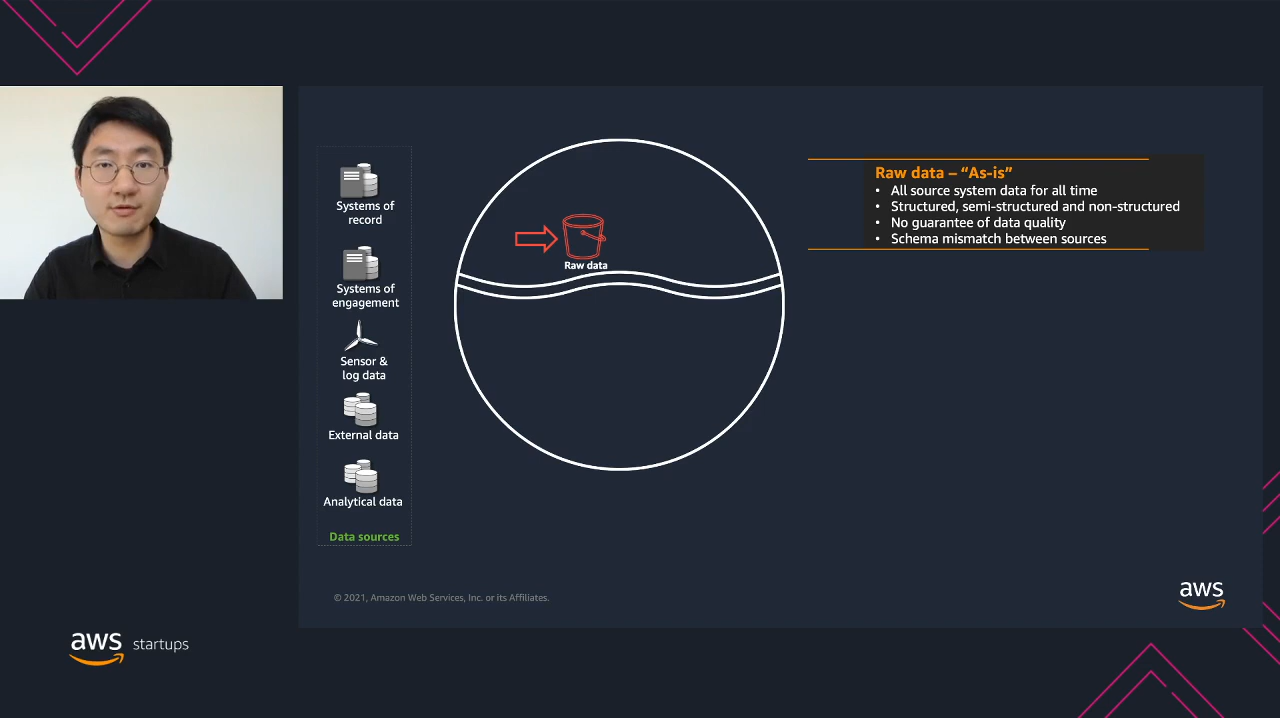 Systems of
record
Systems of
engagement
Sensor &
log data
External data
Analytical data
Data sources
Raw data
Raw data – “As-is”
• All source system data for all time
• Structured, semi-structured and non-structured
• No guarantee of data quality
• Schema mismatch between sources
© 2021, Amazon Web Services, Inc. or its Affiliates.
aws
aws startups